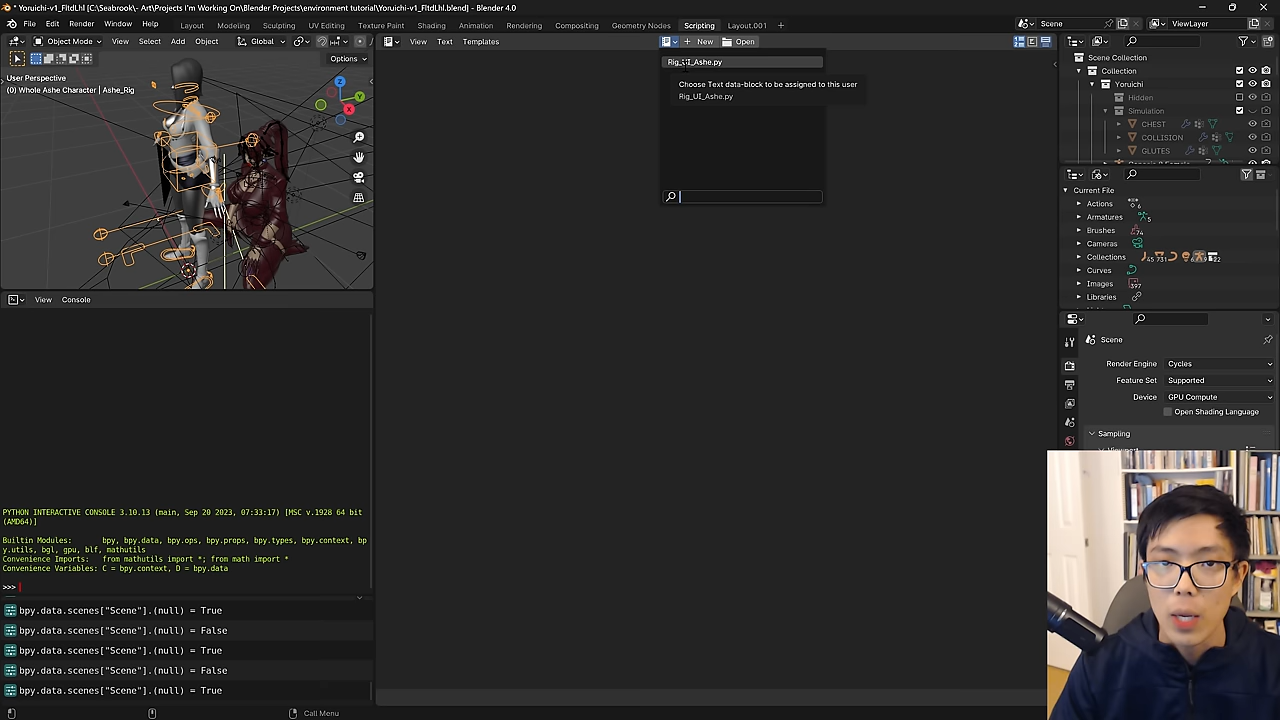 * Yoruichi-v1_FltdLhl [C:\Seabrook\- Art\Projects I'm Working On\Blender Projects\environment tutorial\Yoruichi-v1_FltdLhl.blend] - Blender 4.0
File Edit Render Window Help Layout Modeling Sculpting UV Editing Texture Paint Shading Animation Rendering Compositing Geometry Nodes Scripting Layout.001 + Scene ViewLayer
Object Mode View Select Add Object Global View Text Templates + New Open
Options
User Perspective
(0) Whole Ashe Character | Ashe_Rig
Z
Y
X
Rig_UI_Ashe.py
Choose Text data-block to be assigned to this user
Rig_UI_Ashe.py
Scene Collection
Collection
Yoruichi
Hidden
Simulation
CHEST
COLLISION
GLUTES
Current File
Actions 6
Armatures 5
Brushes 74
Cameras
Collections
Curves
Images 397
Libraries
View Console
Scene
Render Engine Cycles
Feature Set Supported
Device GPU Compute
Open Shading Language
Sampling
PYTHON INTERACTIVE CONSOLE 3.10.13 (main, Sep 20 2023, 07:33:17) [MSC v.1928 64 bit
(AMD64)]
Builtin Modules: bpy, bpy.data, bpy.ops, bpy.props, bpy.types, bpy.context, bp
y.utils, bgl, gpu, blf, mathutils
Convenience Imports: from mathutils import *; from math import *
Convenience Variables: C = bpy.context, D = bpy.data
>>>
bpy.data.scenes["Scene"].(null) = True
bpy.data.scenes["Scene"].(null) = False
bpy.data.scenes["Scene"].(null) = True
bpy.data.scenes["Scene"].(null) = False
bpy.data.scenes["Scene"].(null) = True
Call Menu